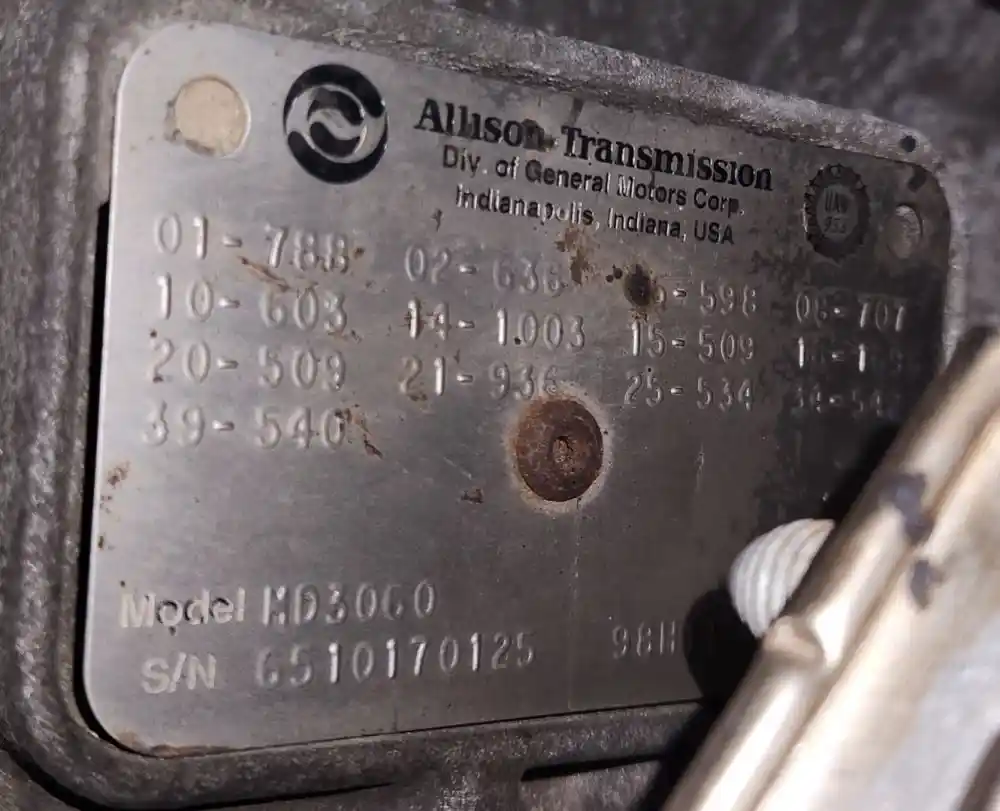 Allison Transmission
Div. of General Motors Corp.
Indianapolis, Indiana, USA
UAW
01-788 02-636 -598 06-707
10-603 14-1003 15-509
20-509 21-936 25-534
39-540
Model MD3060
S/N 6510170125 98H